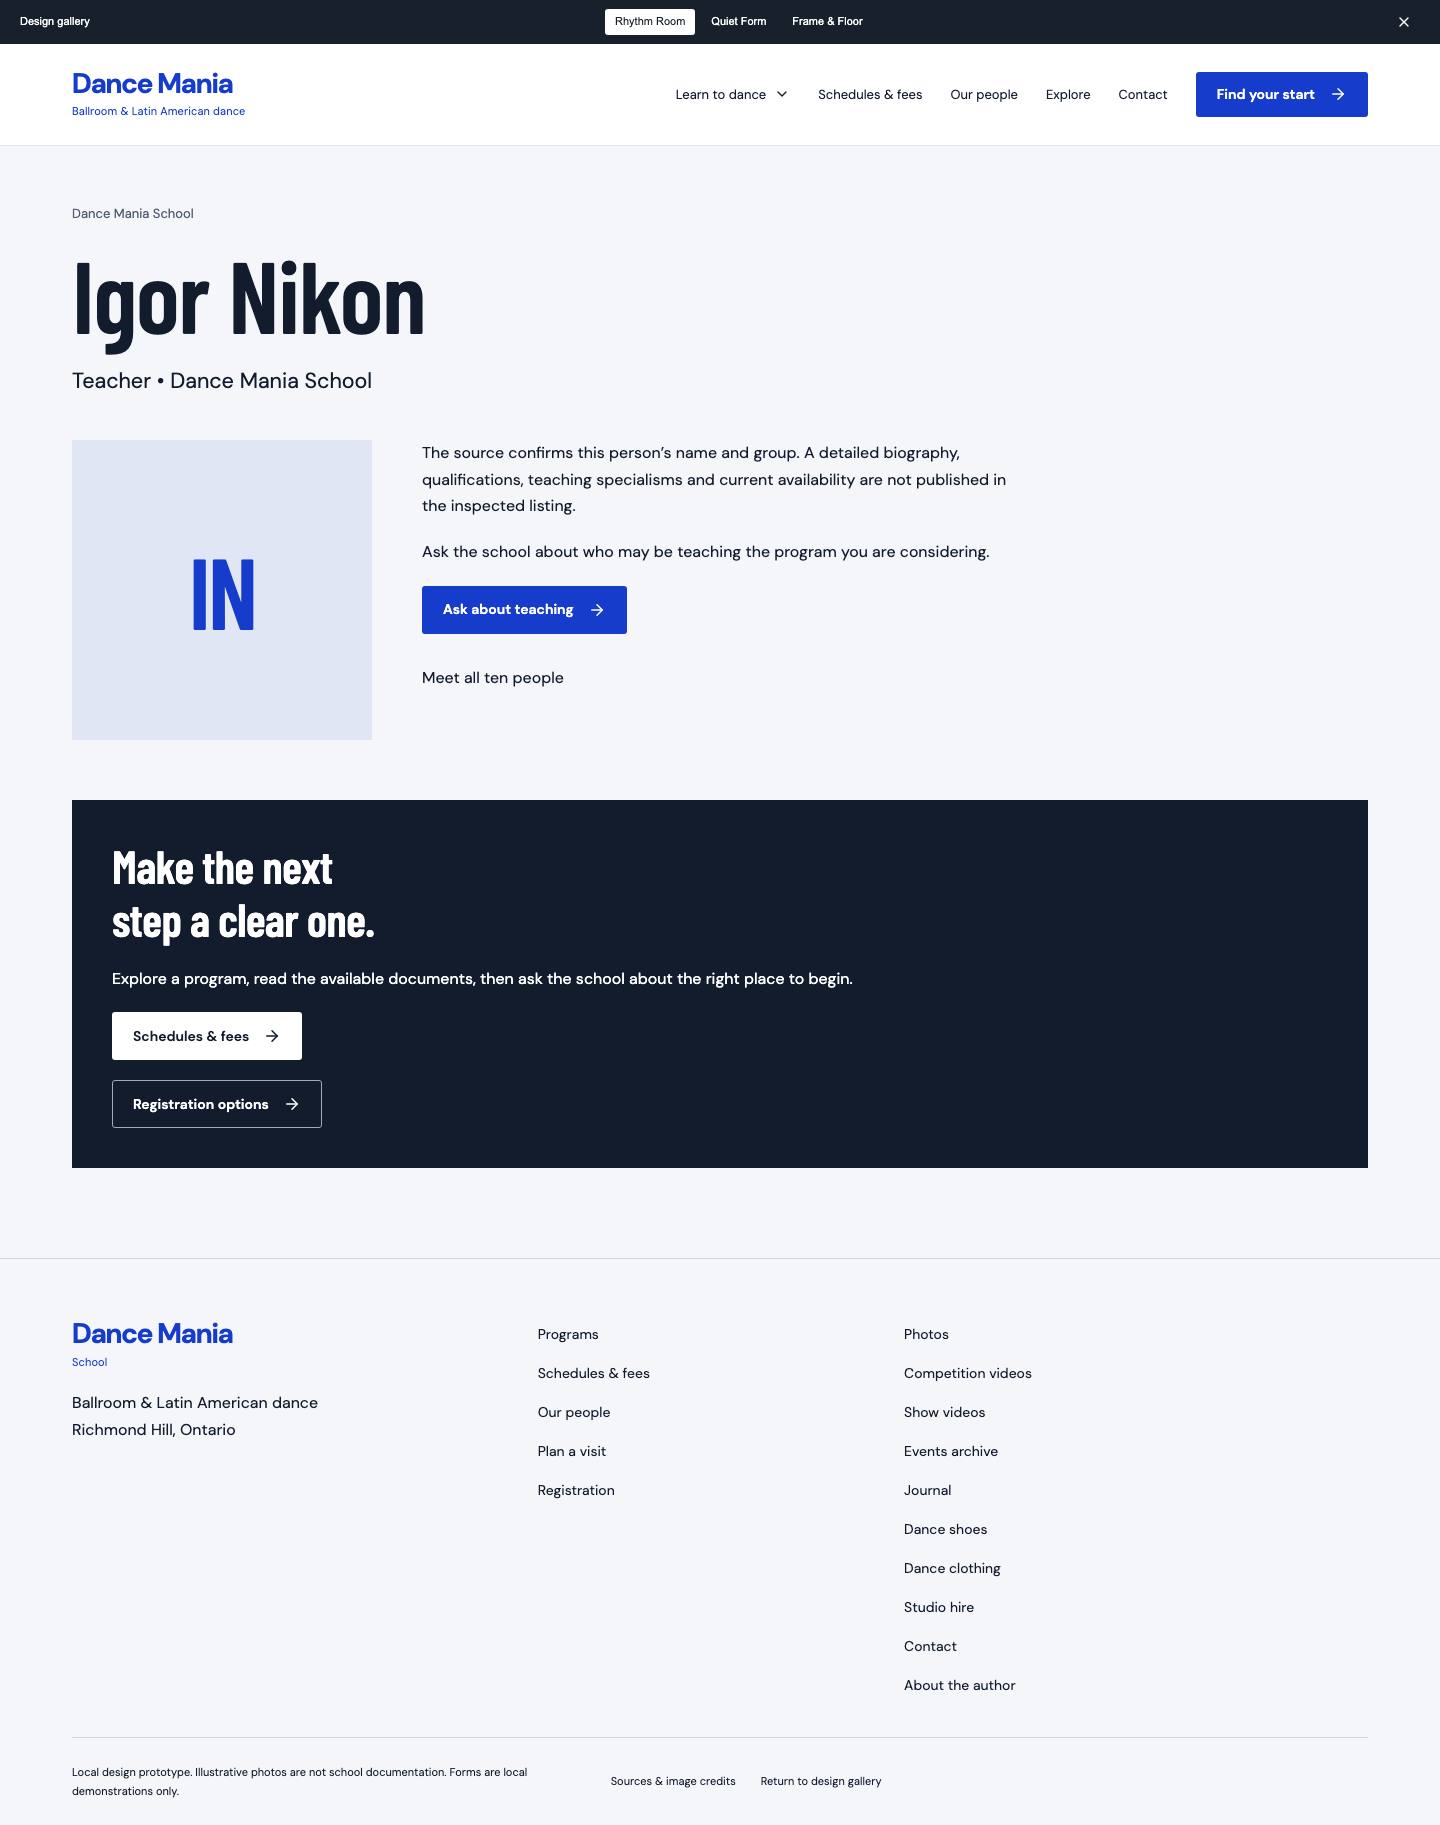 Design gallery
Rhythm Room
Quiet Form
Frame & Floor
Dance Mania
Ballroom & Latin American dance
Learn to dance
Schedules & fees
Our people
Explore
Contact
Find your start
Dance Mania School
Igor Nikon
Teacher • Dance Mania School
IN
The source confirms this person’s name and group. A detailed biography,
qualifications, teaching specialisms and current availability are not published in
the inspected listing.
Ask the school about who may be teaching the program you are considering.
Ask about teaching
Meet all ten people
Make the next
step a clear one.
Explore a program, read the available documents, then ask the school about the right place to begin.
Schedules & fees
Registration options
Dance Mania
School
Ballroom & Latin American dance
Richmond Hill, Ontario
Programs
Schedules & fees
Our people
Plan a visit
Registration
Photos
Competition videos
Show videos
Events archive
Journal
Dance shoes
Dance clothing
Studio hire
Contact
About the author
Local design prototype. Illustrative photos are not school documentation. Forms are local
demonstrations only.
Sources & image credits
Return to design gallery